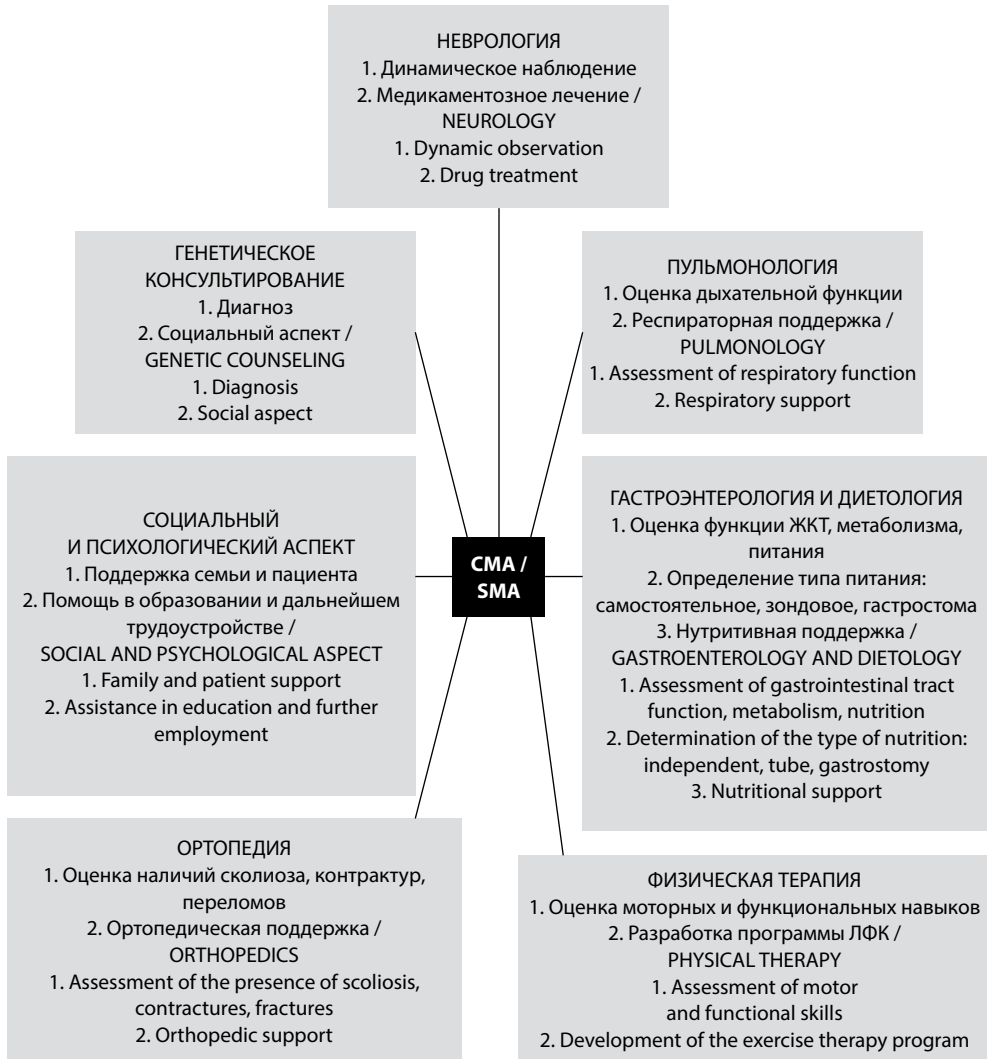 НЕВРОЛОГИЯ
1. Динамическое наблюдение
2. Медикаментозное лечение /
NEUROLOGY
1. Dynamic observation
2. Drug treatment
ГЕНЕТИЧЕСКОЕ
КОНСУЛЬТИРОВАНИЕ
1. Диагноз
2. Социальный аспект /
GENETIC COUNSELING
1. Diagnosis
2. Social aspect
ПУЛЬМОНОЛОГИЯ
1. Оценка дыхательной функции
2. Респираторная поддержка /
PULMONOLOGY
1. Assessment of respiratory function
2. Respiratory support
СОЦИАЛЬНЫЙ
И ПСИХОЛОГИЧЕСКИЙ АСПЕКТ
1. Поддержка семьи и пациента
2. Помощь в образовании и дальнейшем
трудоустройстве /
SOCIAL AND PSYCHOLOGICAL ASPECT
1. Family and patient support
2. Assistance in education and further
employment
СМА /
SMA
ГАСТРОЭНТЕРОЛОГИЯ И ДИЕТОЛОГИЯ
1. Оценка функции ЖКТ, метаболизма,
питания
2. Определение типа питания:
самостоятельное, зондовое, гастростома
3. Нутритивная поддержка /
GASTROENTEROLOGY AND DIETOLOGY
1. Assessment of gastrointestinal tract
function, metabolism, nutrition
2. Determination of the type of nutrition:
independent, tube, gastrostomy
3. Nutritional support
ОРТОПЕДИЯ
1. Оценка наличий сколиоза, контрактур,
переломов
2. Ортопедическая поддержка /
ORTHOPEDICS
1. Assessment of the presence of scoliosis,
contractures, fractures
2. Orthopedic support
ФИЗИЧЕСКАЯ ТЕРАПИЯ
1. Оценка моторных и функциональных навыков
2. Разработка программы ЛФК /
PHYSICAL THERAPY
1. Assessment of motor
and functional skills
2. Development of the exercise therapy program